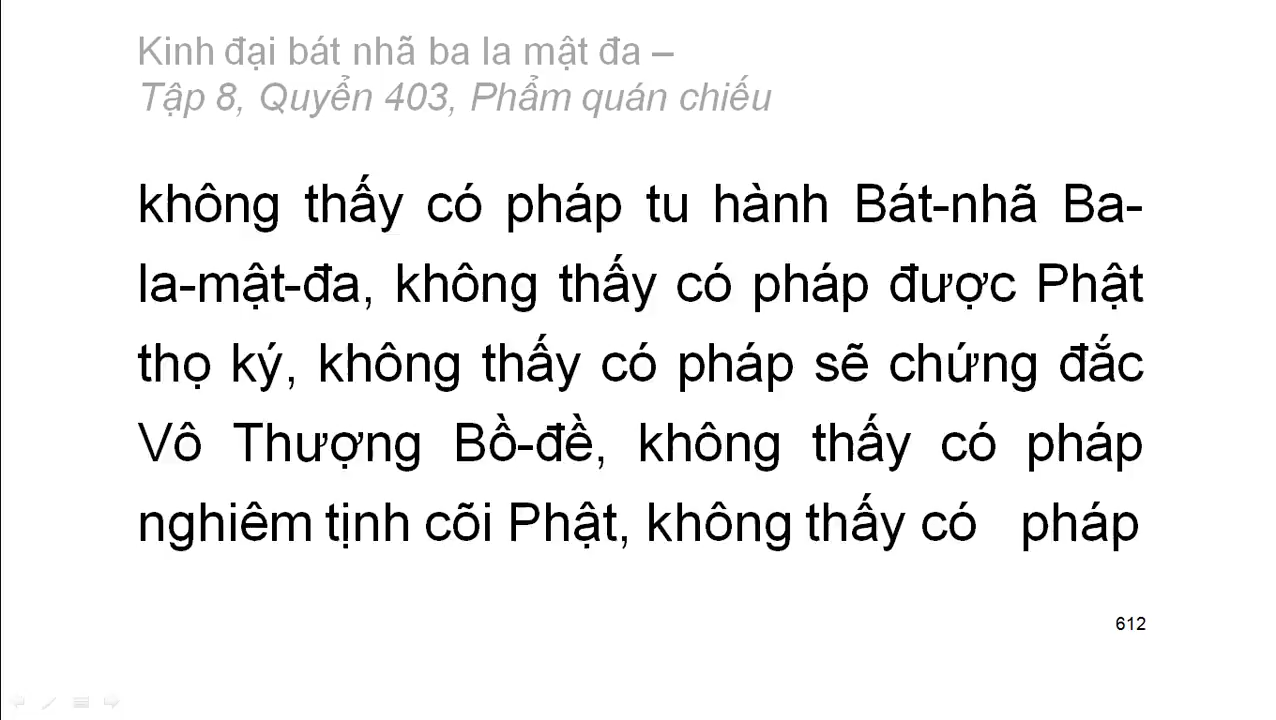 Kinh đại bát nhã ba la mật đa –
Tập 8, Quyển 403, Phẩm quán chiếu
không thấy có pháp tu hành Bát-nhã Ba-
la-mật-đa, không thấy có pháp được Phật
thọ ký, không thấy có pháp sẽ chứng đắc
Vô Thượng Bồ-đề, không thấy có pháp
nghiêm tịnh cõi Phật, không thấy có pháp
612